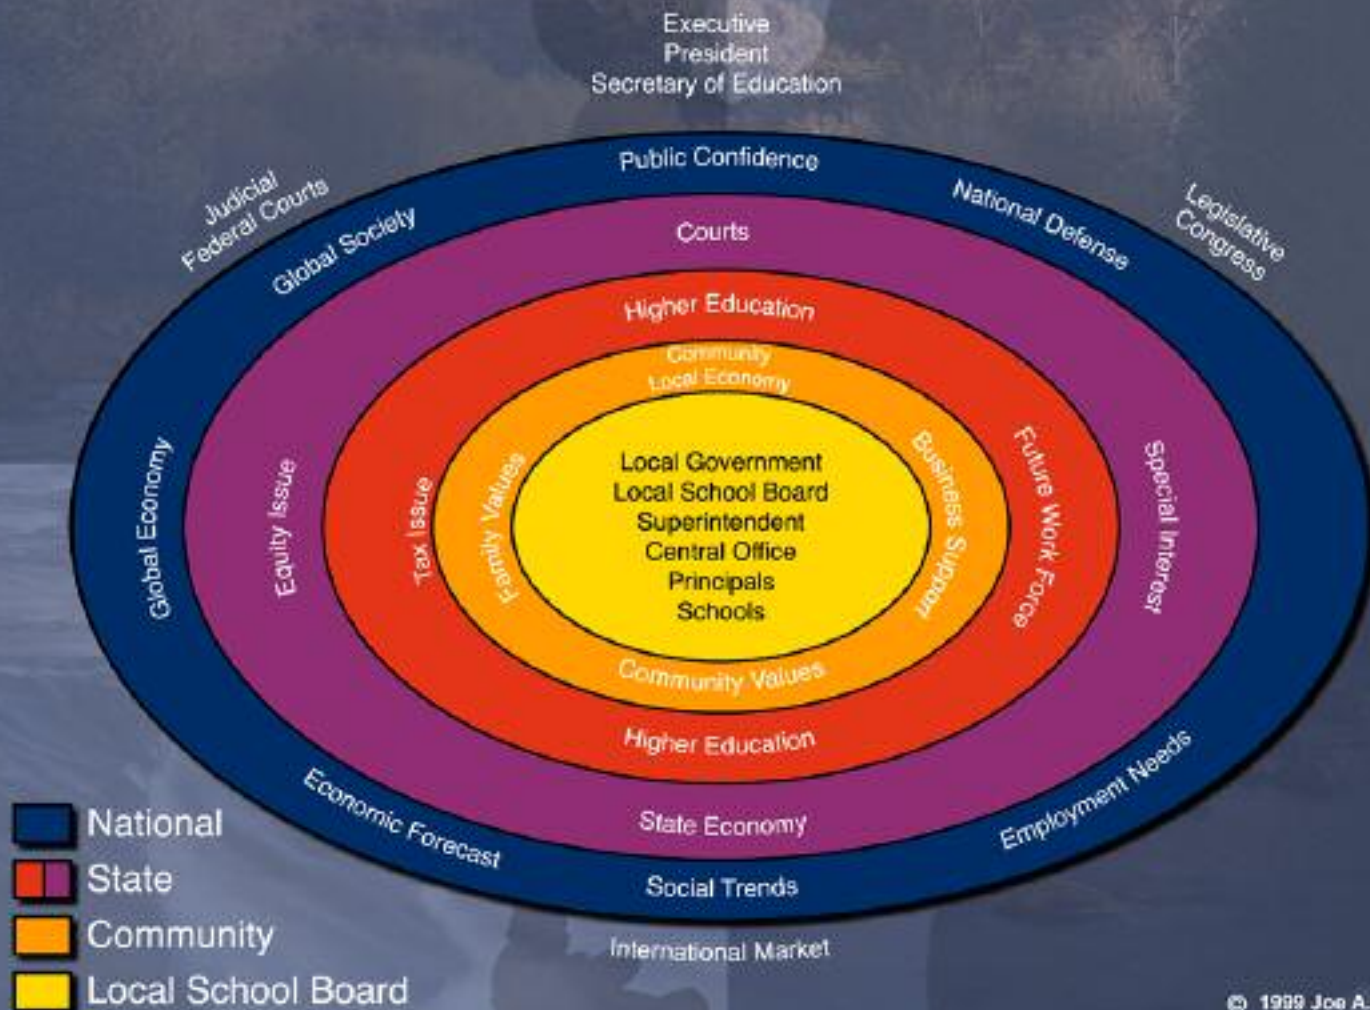 Executive
President
Secretary of Education
Judicial
Federal Courts
Legislative
Congress
Public Confidence
Global Society
National Defense
Courts
Higher Education
Community
Local Economy
Global Economy
Equity Issue
Tax Issue
Family Values
Local Government
Local School Board
Superintendent
Central Office
Principals
Schools
Business Support
Future Work Force
Special Interest
Community Values
Higher Education
State Economy
Economic Forecast
Employment Needs
Social Trends
International Market
National
State
Community
Local School Board
© 1999 Joe A.